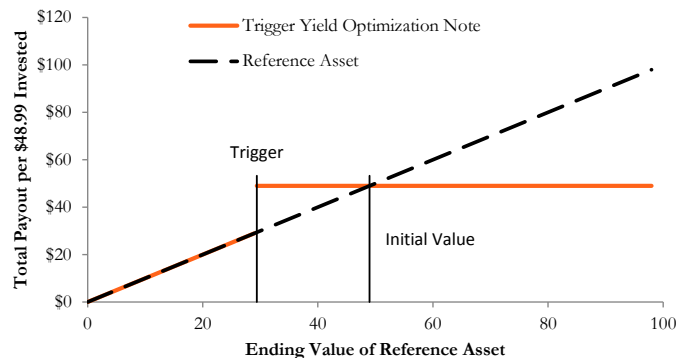 Total Payout per $48.99 Invested
$120
$100
$80
$60
$40
$20
$0
Trigger Yield Optimization Note
Reference Asset
Trigger
Initial Value
0
20
40
60
80
100
Ending Value of Reference Asset